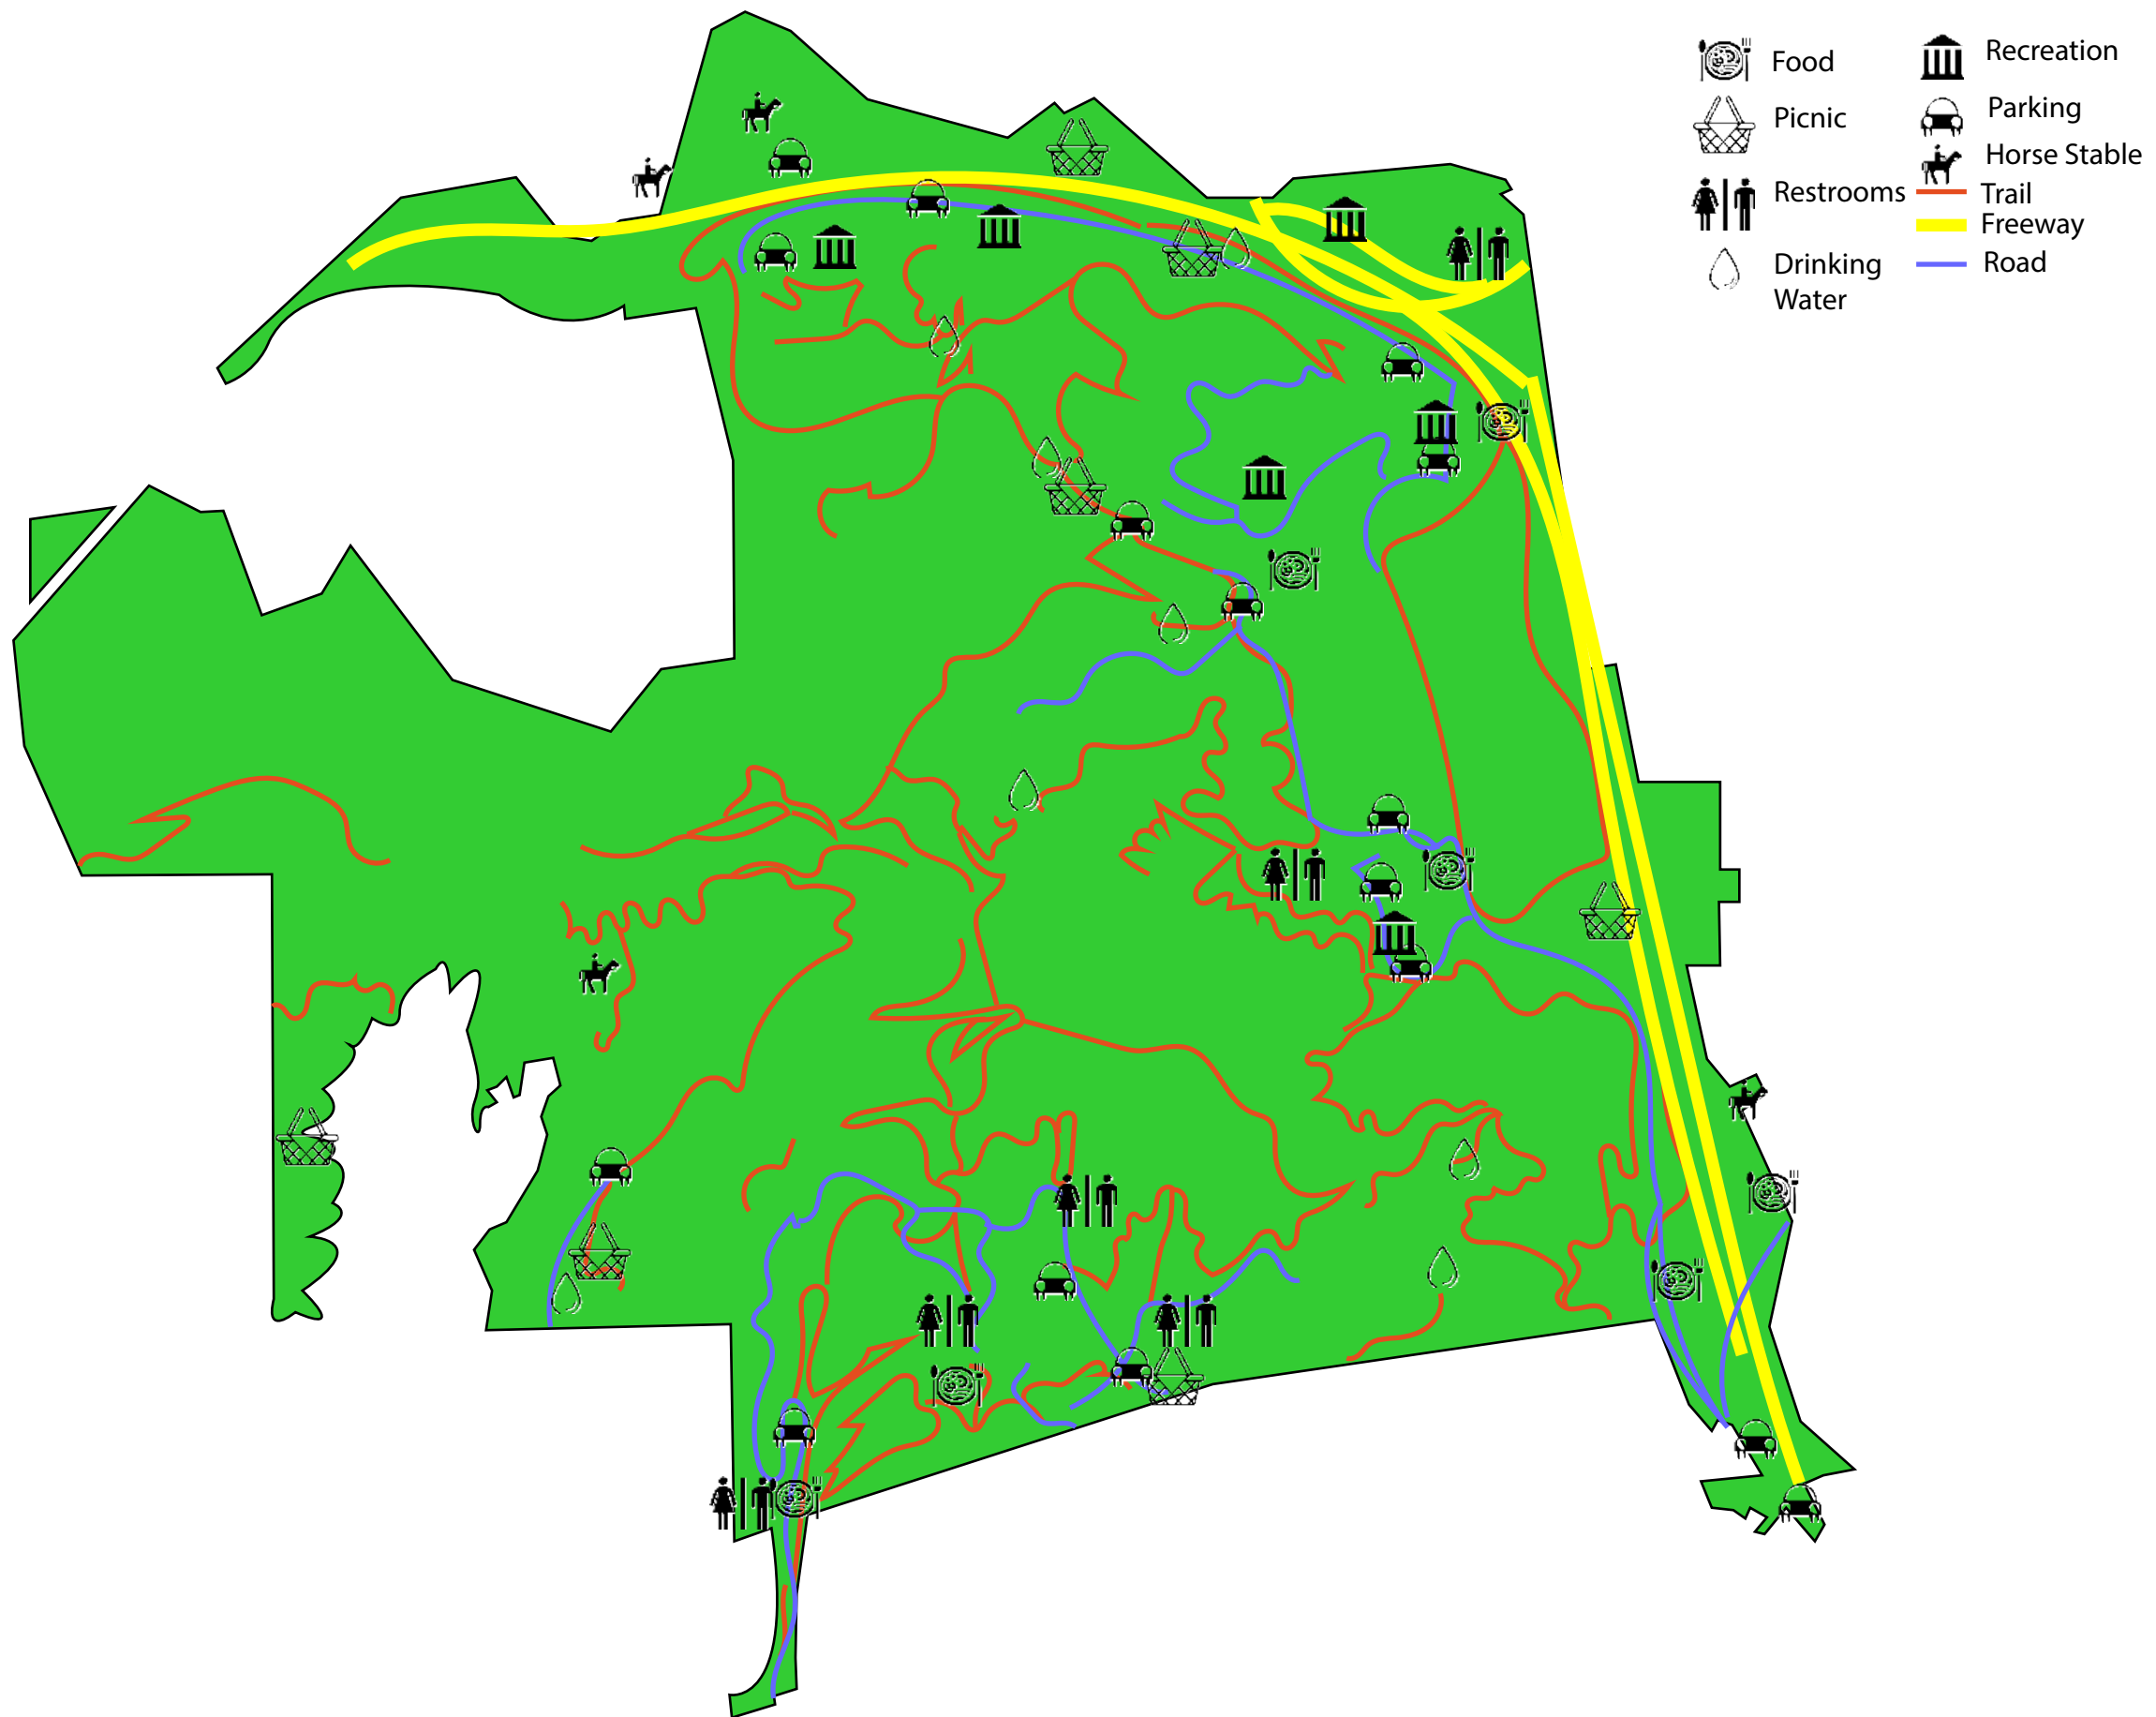 Food
Picnic
Restrooms
Drinking
Water
Recreation
Parking
Horse Stable
Trail
Freeway
Road